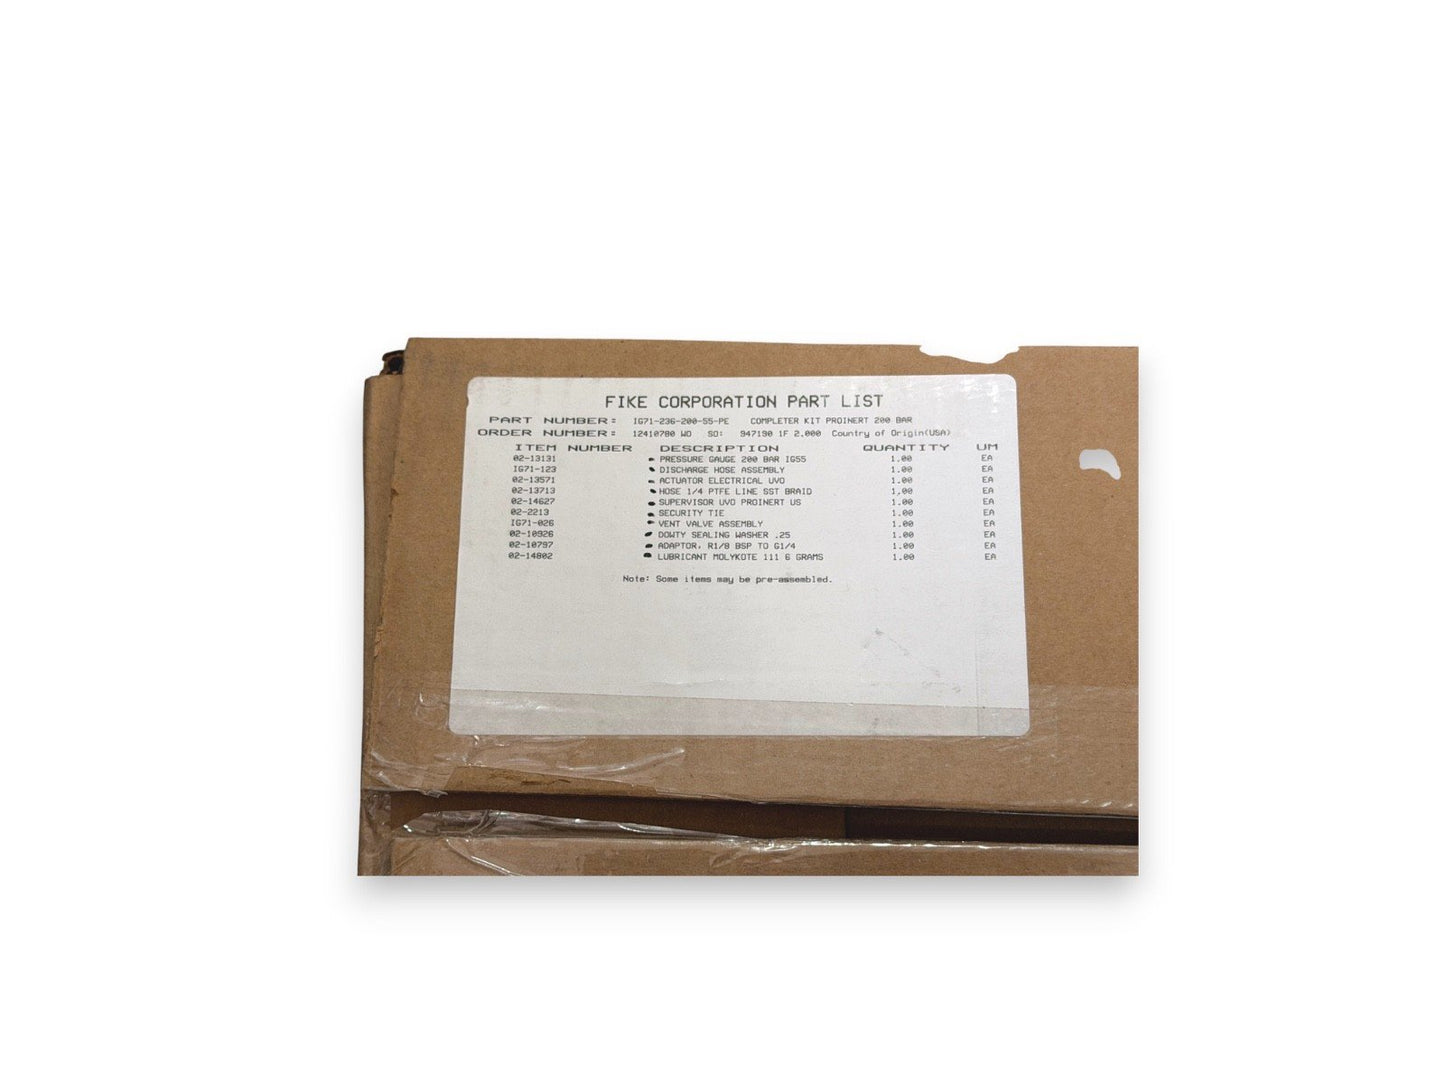 FIKE CORPORATION PART LIST
PART NUMBER: IG71-236-200-55-PE COMPLETER KIT PROINERT 200 BAR
ORDER NUMBER: 12410780 WO SO: 947190 1F 2.000 Country of Origin(USA)
ITEM NUMBER DESCRIPTION QUANTITY UM
02-13131 PRESSURE GAUGE 200 BAR IG55 1.00 EA
IG71-123 DISCHARGE HOSE ASSEMBLY 1.00 EA
02-13571 ACTUATOR ELECTRICAL UVO 1.00 EA
02-13713 HOSE 1/4 PTFE LINE SST BRAID 1.00 EA
02-14627 SUPERVISOR UVO PROINERT US 1.00 EA
02-2213 SECURITY TIE 1.00 EA
IG71-026 VENT VALVE ASSEMBLY 1.00 EA
02-10926 DOWTY SEALING WASHER .25 1.00 EA
02-10797 ADAPTOR, R1/8 BSP TO G1/4 1.00 EA
02-14802 LUBRICANT MOLYKOTE 111 6 GRAMS 1.00 EA
Note: Some items may be pre-assembled.